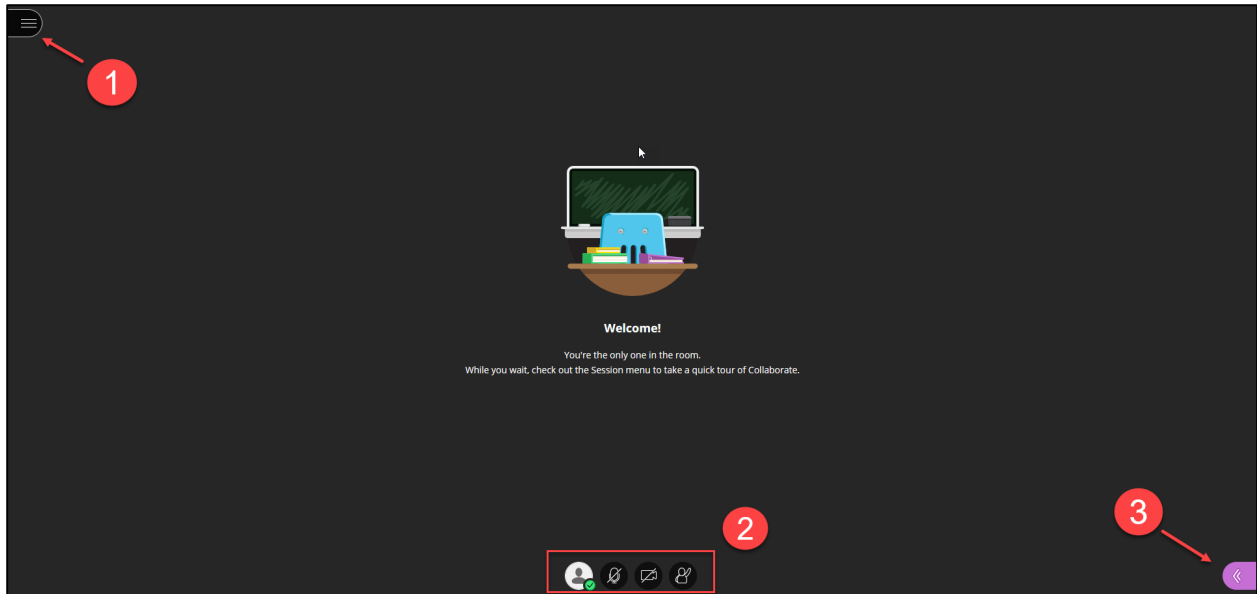 1
Welcome!
You're the only one in the room.
While you wait, check out the Session menu to take a quick tour of Collaborate.
2
3